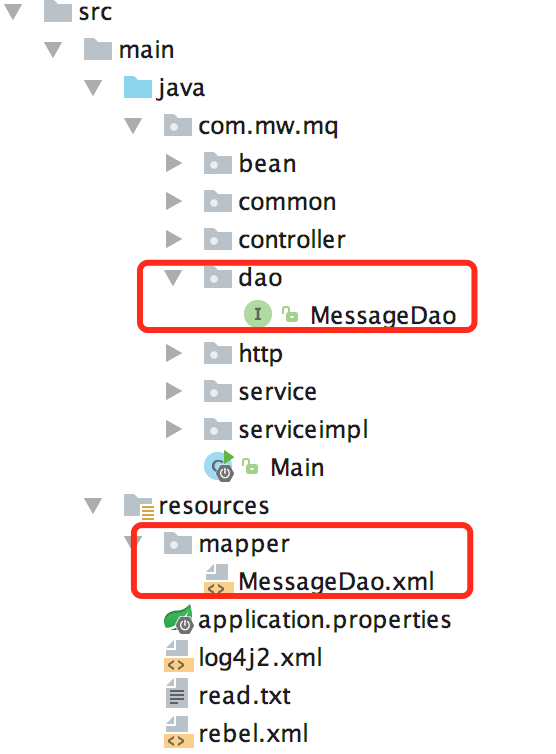 src
main
java
com.mw.mq
bean
common
controller
dao
I MessageDao
http
service
serviceimpl
C Main
resources
mapper
<> MessageDao.xml
application.properties
<> log4j2.xml
read.txt
<> rebel.xml